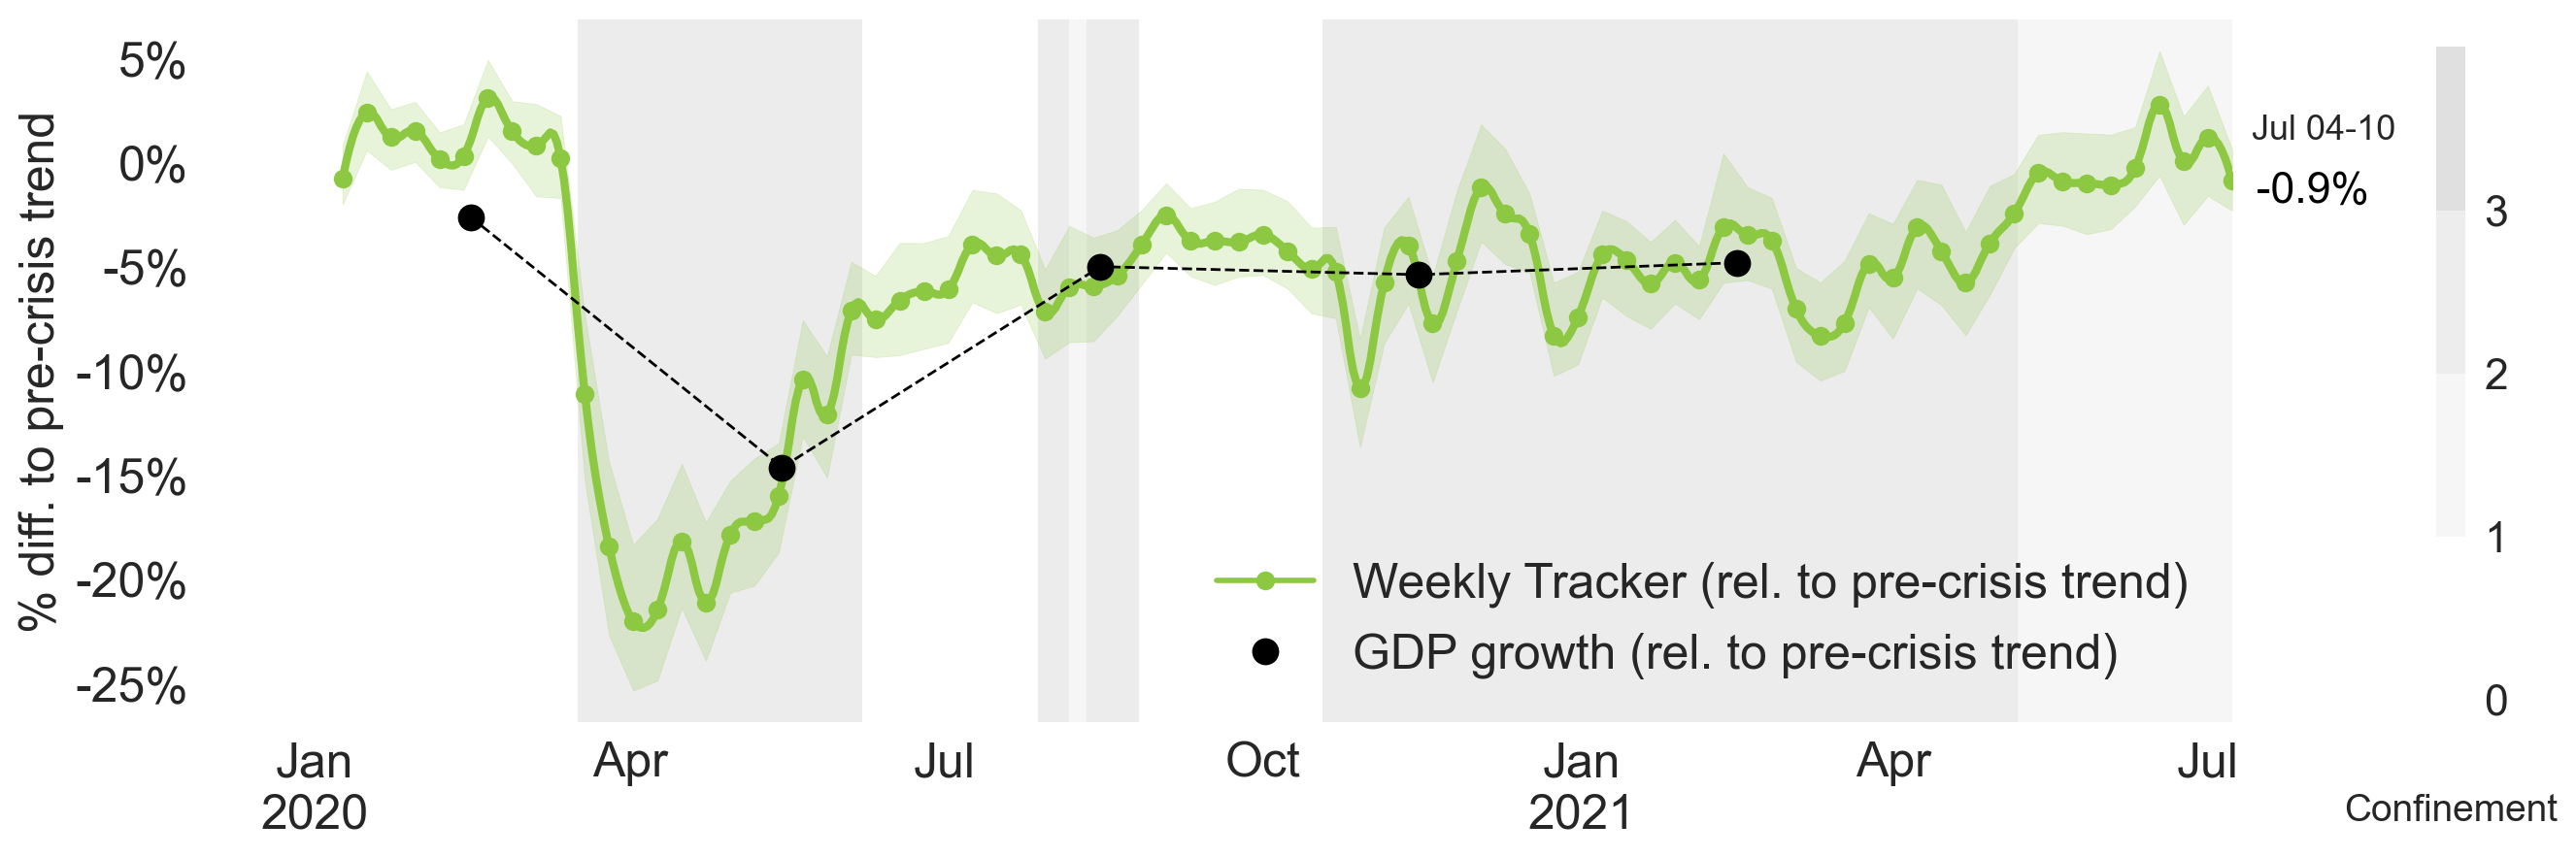 % diff. to pre-crisis trend
5%
0%
-5%
-10%
-15%
-20%
-25%
Jul 04-10
-0.9%
Weekly Tracker (rel. to pre-crisis trend)
GDP growth (rel. to pre-crisis trend)
3
2
1
0
Jan
2020
Apr
Jul
Oct
Jan
2021
Apr
Jul
Confinement